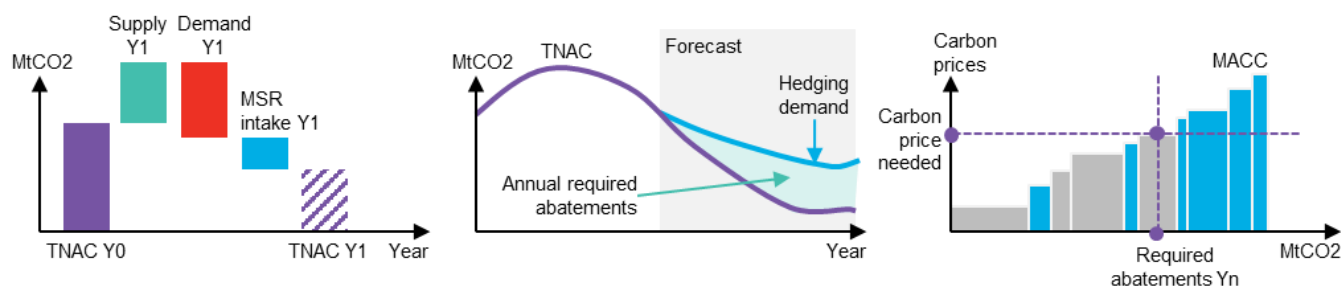 MtCO2
Supply
Y1
Demand
Y1
MSR
intake Y1
TNAC Y0
TNAC Y1
Year
MtCO2
TNAC
Forecast
Hedging
demand
Annual required
abatements
Year
Carbon
prices
MACC
Carbon
price
needed
Required
abatements Yn
MtCO2